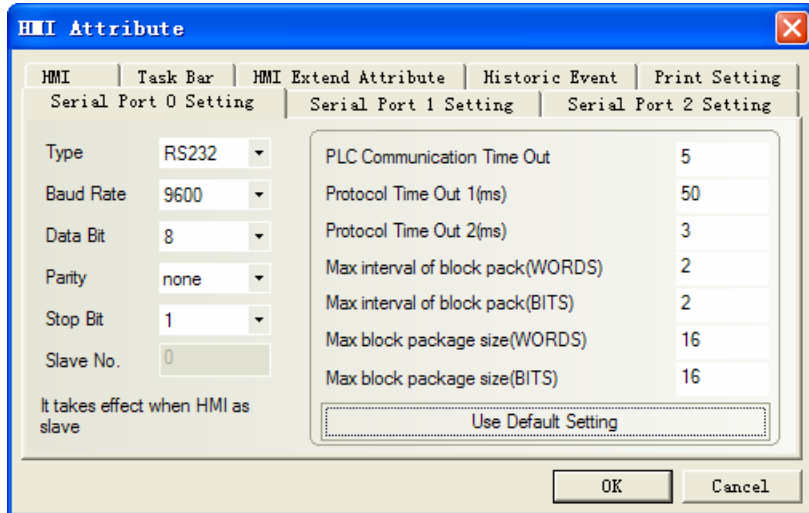 HMI Attribute
HMI
Task Bar
HMI Extend Attribute
Historic Event
Print Setting
Serial Port 0 Setting
Serial Port 1 Setting
Serial Port 2 Setting
Type RS232
Baud Rate 9600
Data Bit 8
Parity none
Stop Bit 1
Slave No. 0
It takes effect when HMI as
slave
PLC Communication Time Out 5
Protocol Time Out 1(ms) 50
Protocol Time Out 2(ms) 3
Max interval of block pack(WORDS) 2
Max interval of block pack(BITS) 2
Max block package size(WORDS) 16
Max block package size(BITS) 16
Use Default Setting
OK
Cancel